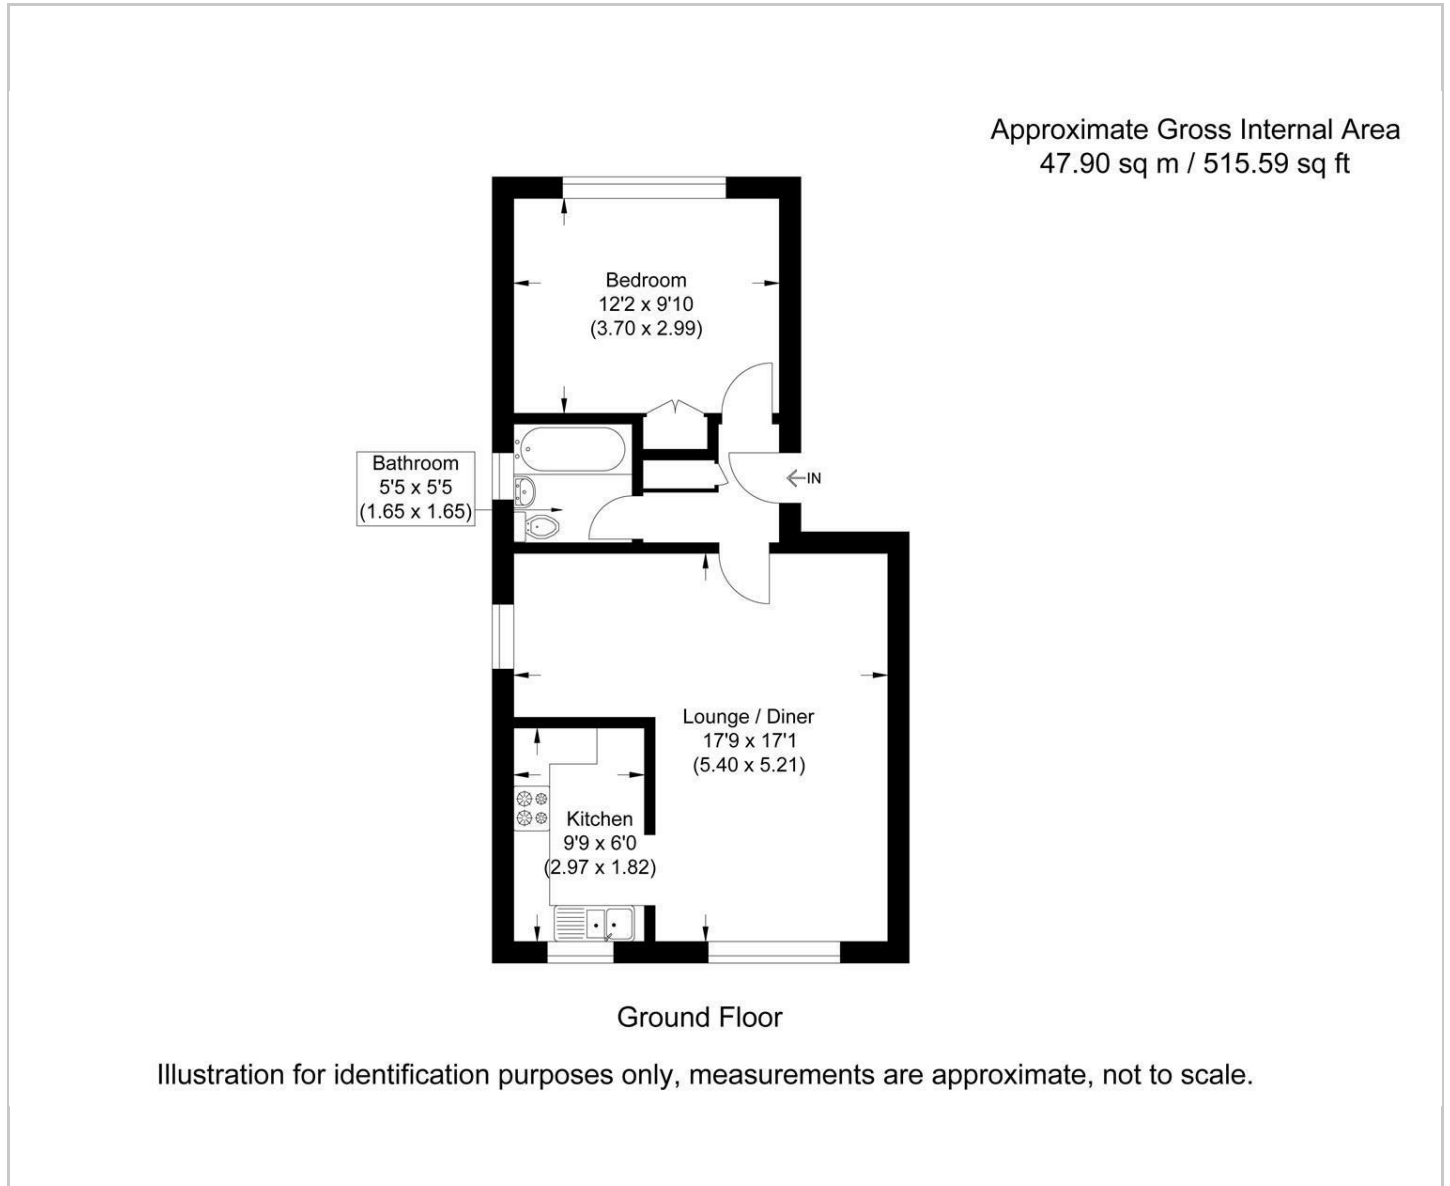 Approximate Gross Internal Area
47.90 sq m / 515.59 sq ft
Bedroom
12'2 x 9'10
(3.70 x 2.99)
Bathroom
5'5 x 5'5
(1.65 x 1.65)
IN
Lounge / Diner
17'9 x 17'1
(5.40 x 5.21)
Kitchen
9'9 x 6'0
(2.97 x 1.82)
Ground Floor
Illustration for identification purposes only, measurements are approximate, not to scale.